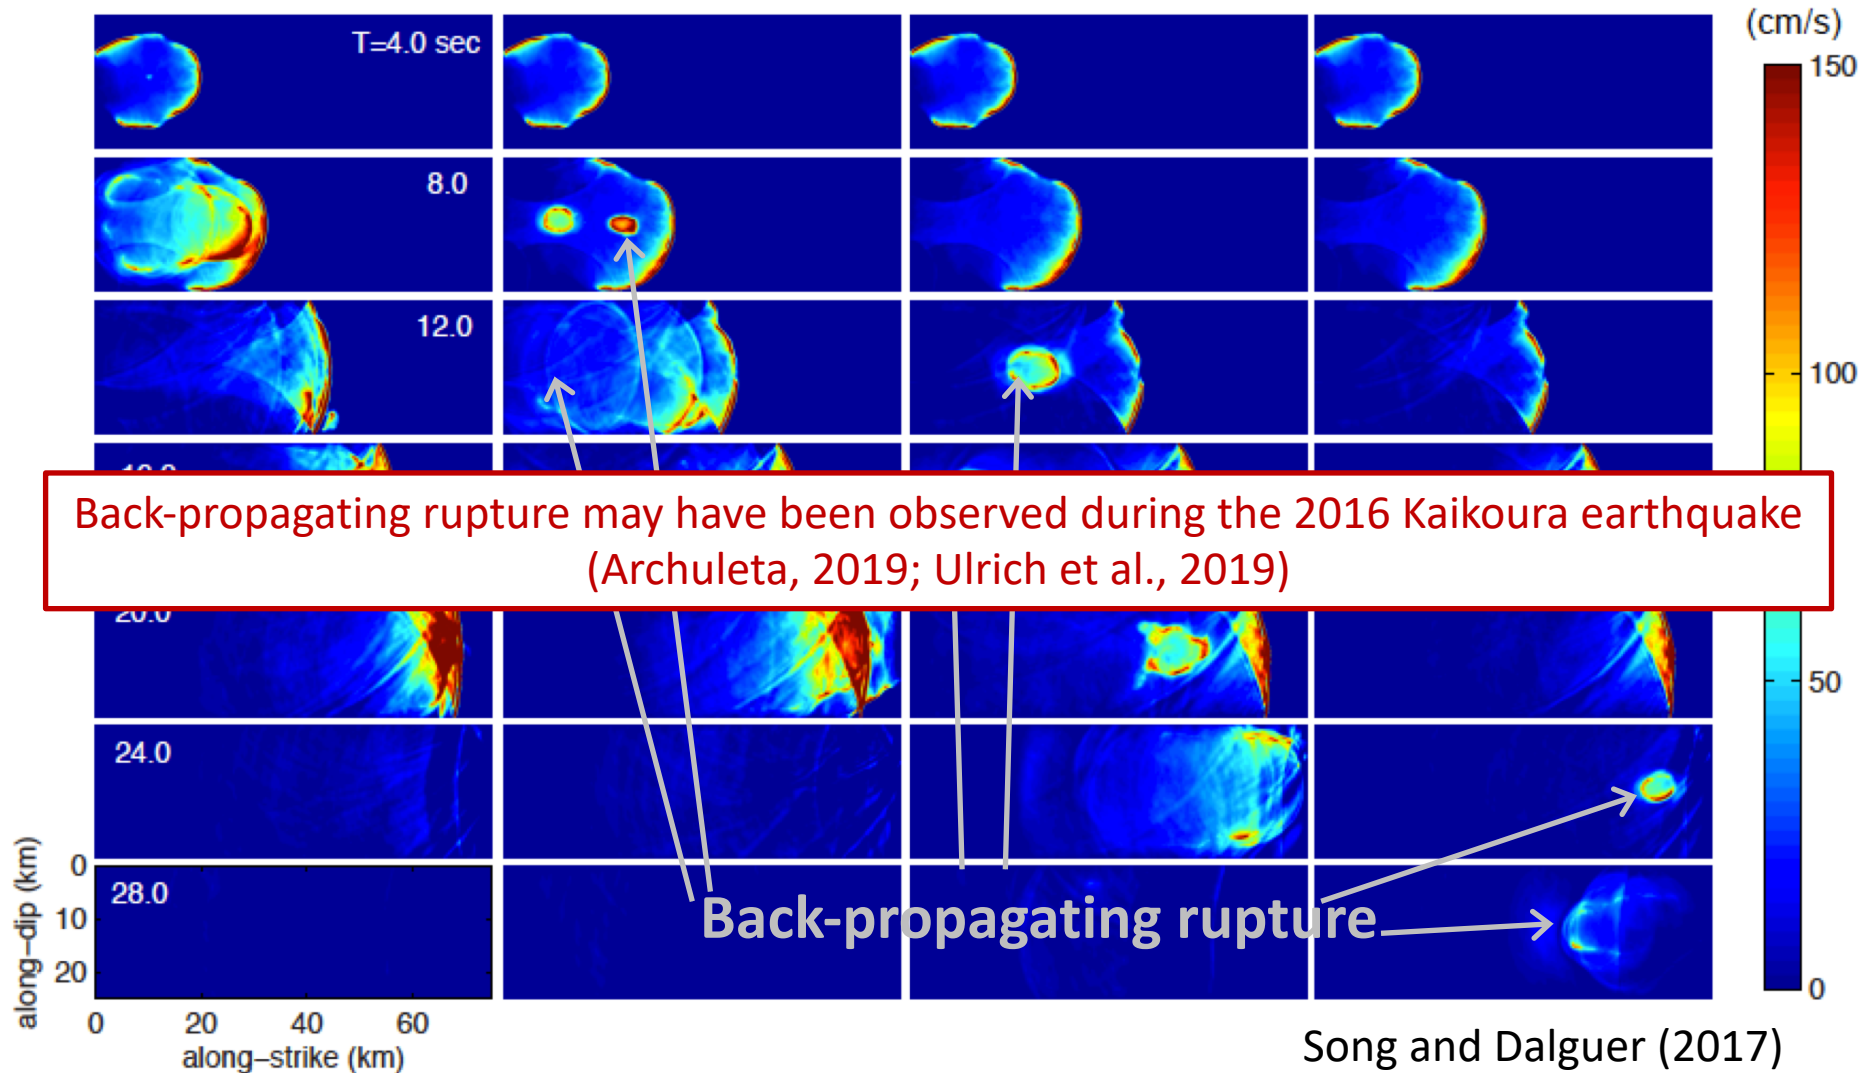 (cm/s)
T=4.0 sec
150
8.0
12.0
100
Back-propagating rupture may have been observed during the 2016 Kaikoura earthquake
(Archuleta, 2019; Ulrich et al., 2019)
20.0
50
24.0
0
28.0
10
20
along-dip (km)
Back-propagating rupture
0
0
20
40
60
along-strike (km)
Song and Dalguer (2017)